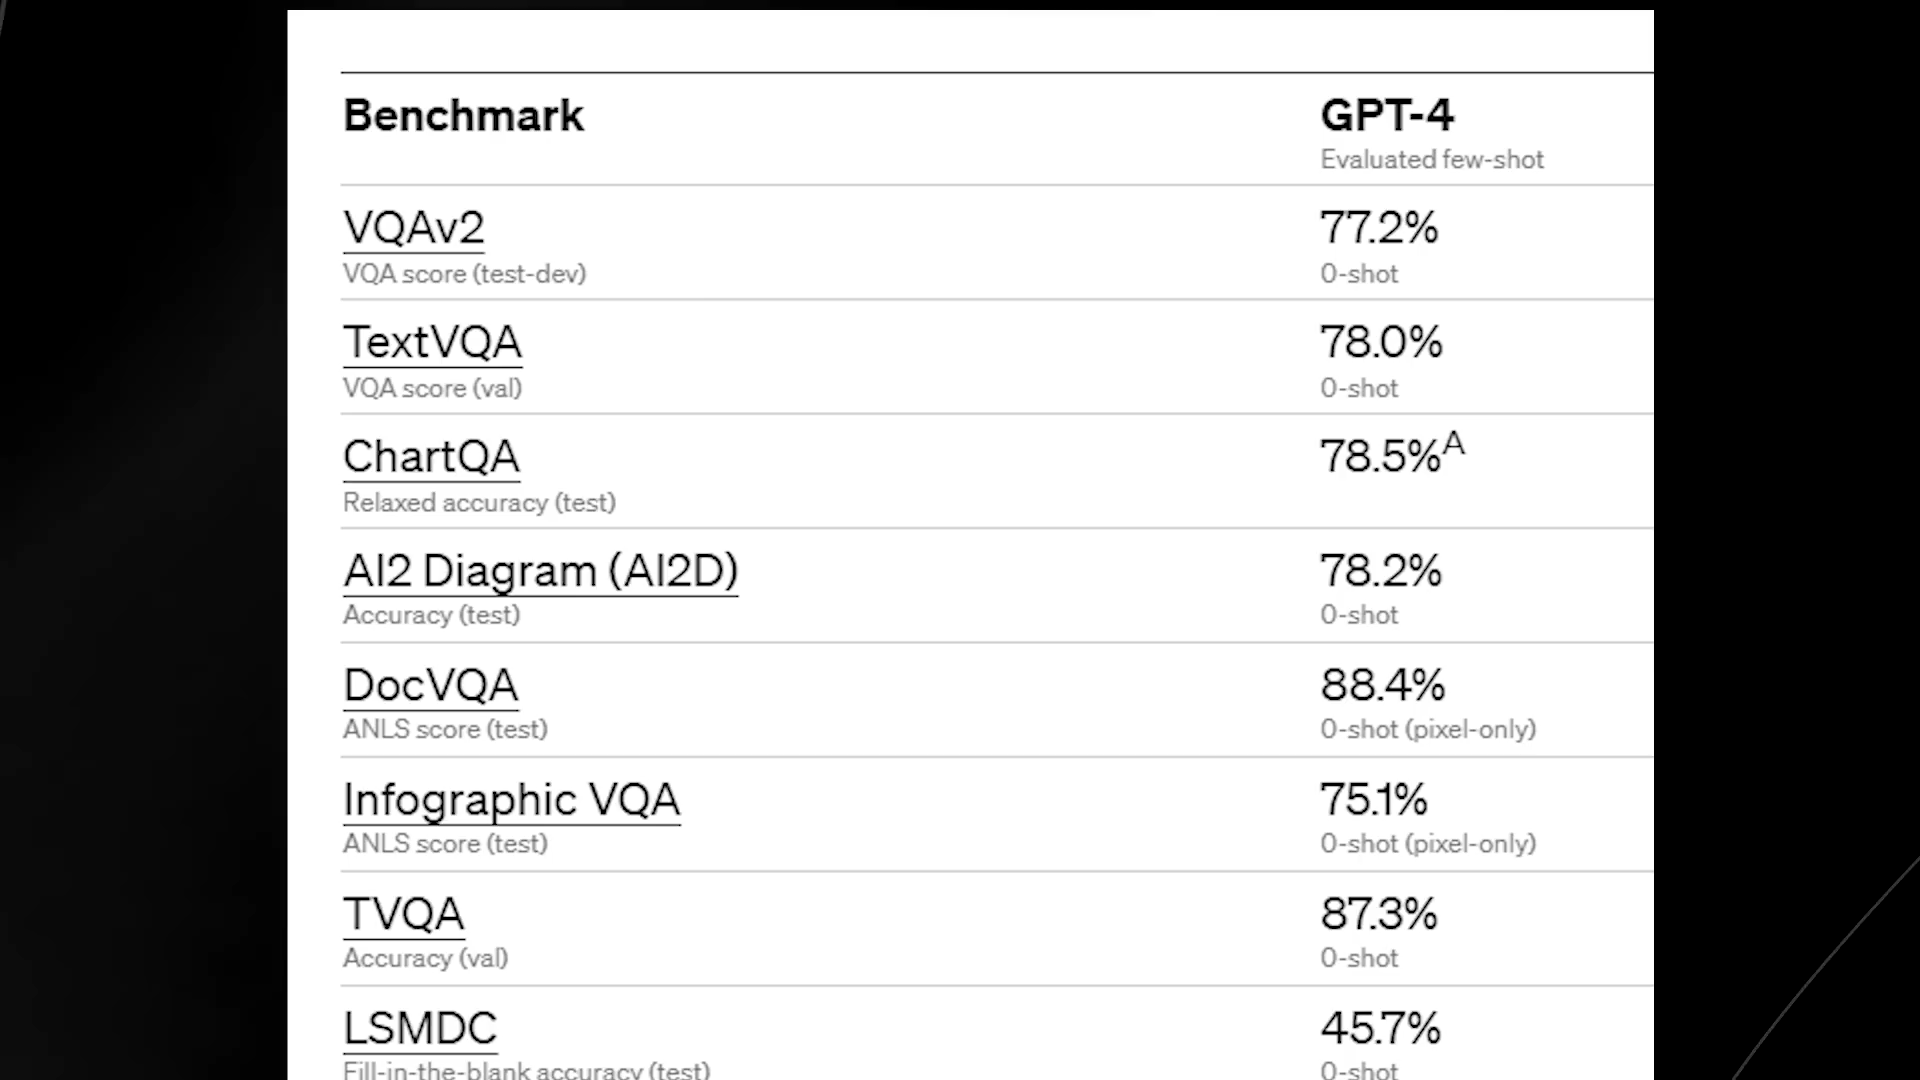 Benchmark GPT-4
Evaluated few-shot
VQAv2 77.2%
VQA score (test-dev) 0-shot
TextVQA 78.0%
VQA score (val) 0-shot
ChartQA 78.5%A
Relaxed accuracy (test)
AI2 Diagram (AI2D) 78.2%
Accuracy (test) 0-shot
DocVQA 88.4%
ANLS score (test) 0-shot (pixel-only)
Infographic VQA 75.1%
ANLS score (test) 0-shot (pixel-only)
TVQA 87.3%
Accuracy (val) 0-shot
LSMDC 45.7%
Fill-in-the-blank accuracy (test) 0-shot